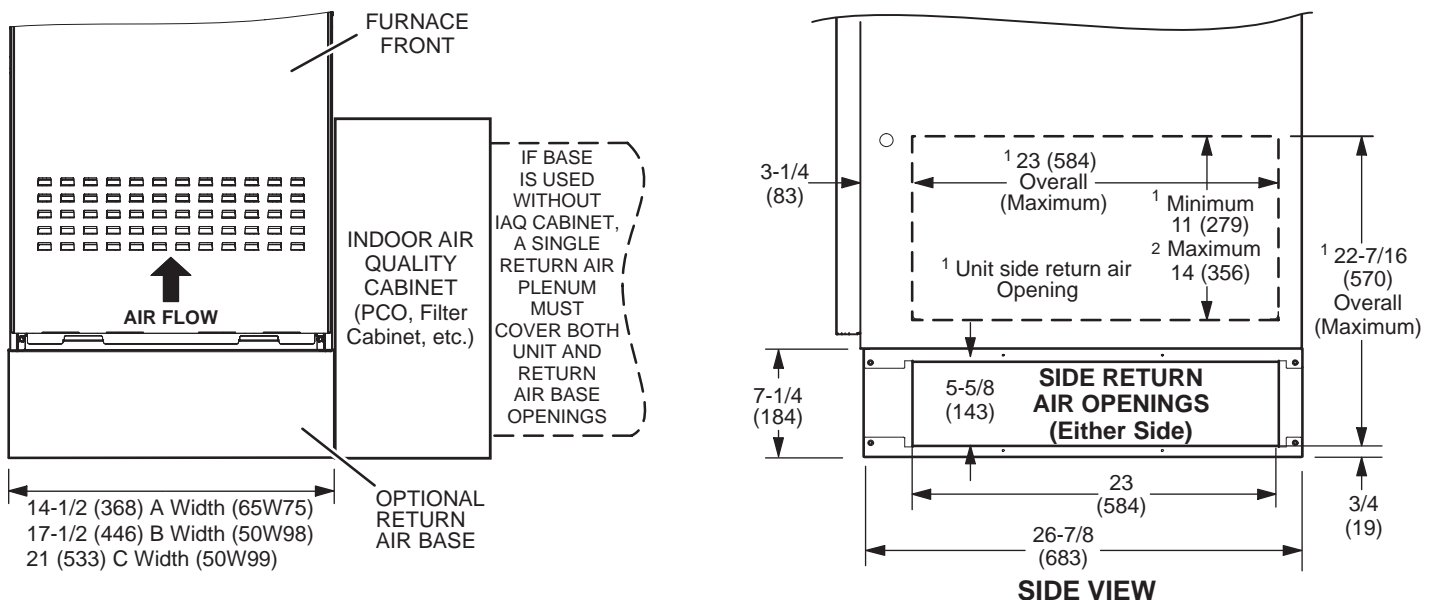 FURNACE
FRONT
AIR FLOW
INDOOR AIR
QUALITY
CABINET
(PCO, Filter
Cabinet, etc.)
IF BASE
IS USED
WITHOUT
IAQ CABINET,
A SINGLE
RETURN AIR
PLENUM
MUST
COVER BOTH
UNIT AND
RETURN
AIR BASE
OPENINGS
14-1/2 (368) A Width (65W75)
17-1/2 (446) B Width (50W98)
21 (533) C Width (50W99)
OPTIONAL
RETURN
AIR BASE
3-1/4
(83)
1 23 (584)
Overall
(Maximum)
1 Minimum
11 (279)
2 Maximum
14 (356)
1 Unit side return air
Opening
1 22-7/16
(570)
Overall
(Maximum)
7-1/4
(184)
5-5/8
(143)
SIDE RETURN
AIR OPENINGS
(Either Side)
23
(584)
3/4
(19)
26-7/8
(683)
SIDE VIEW